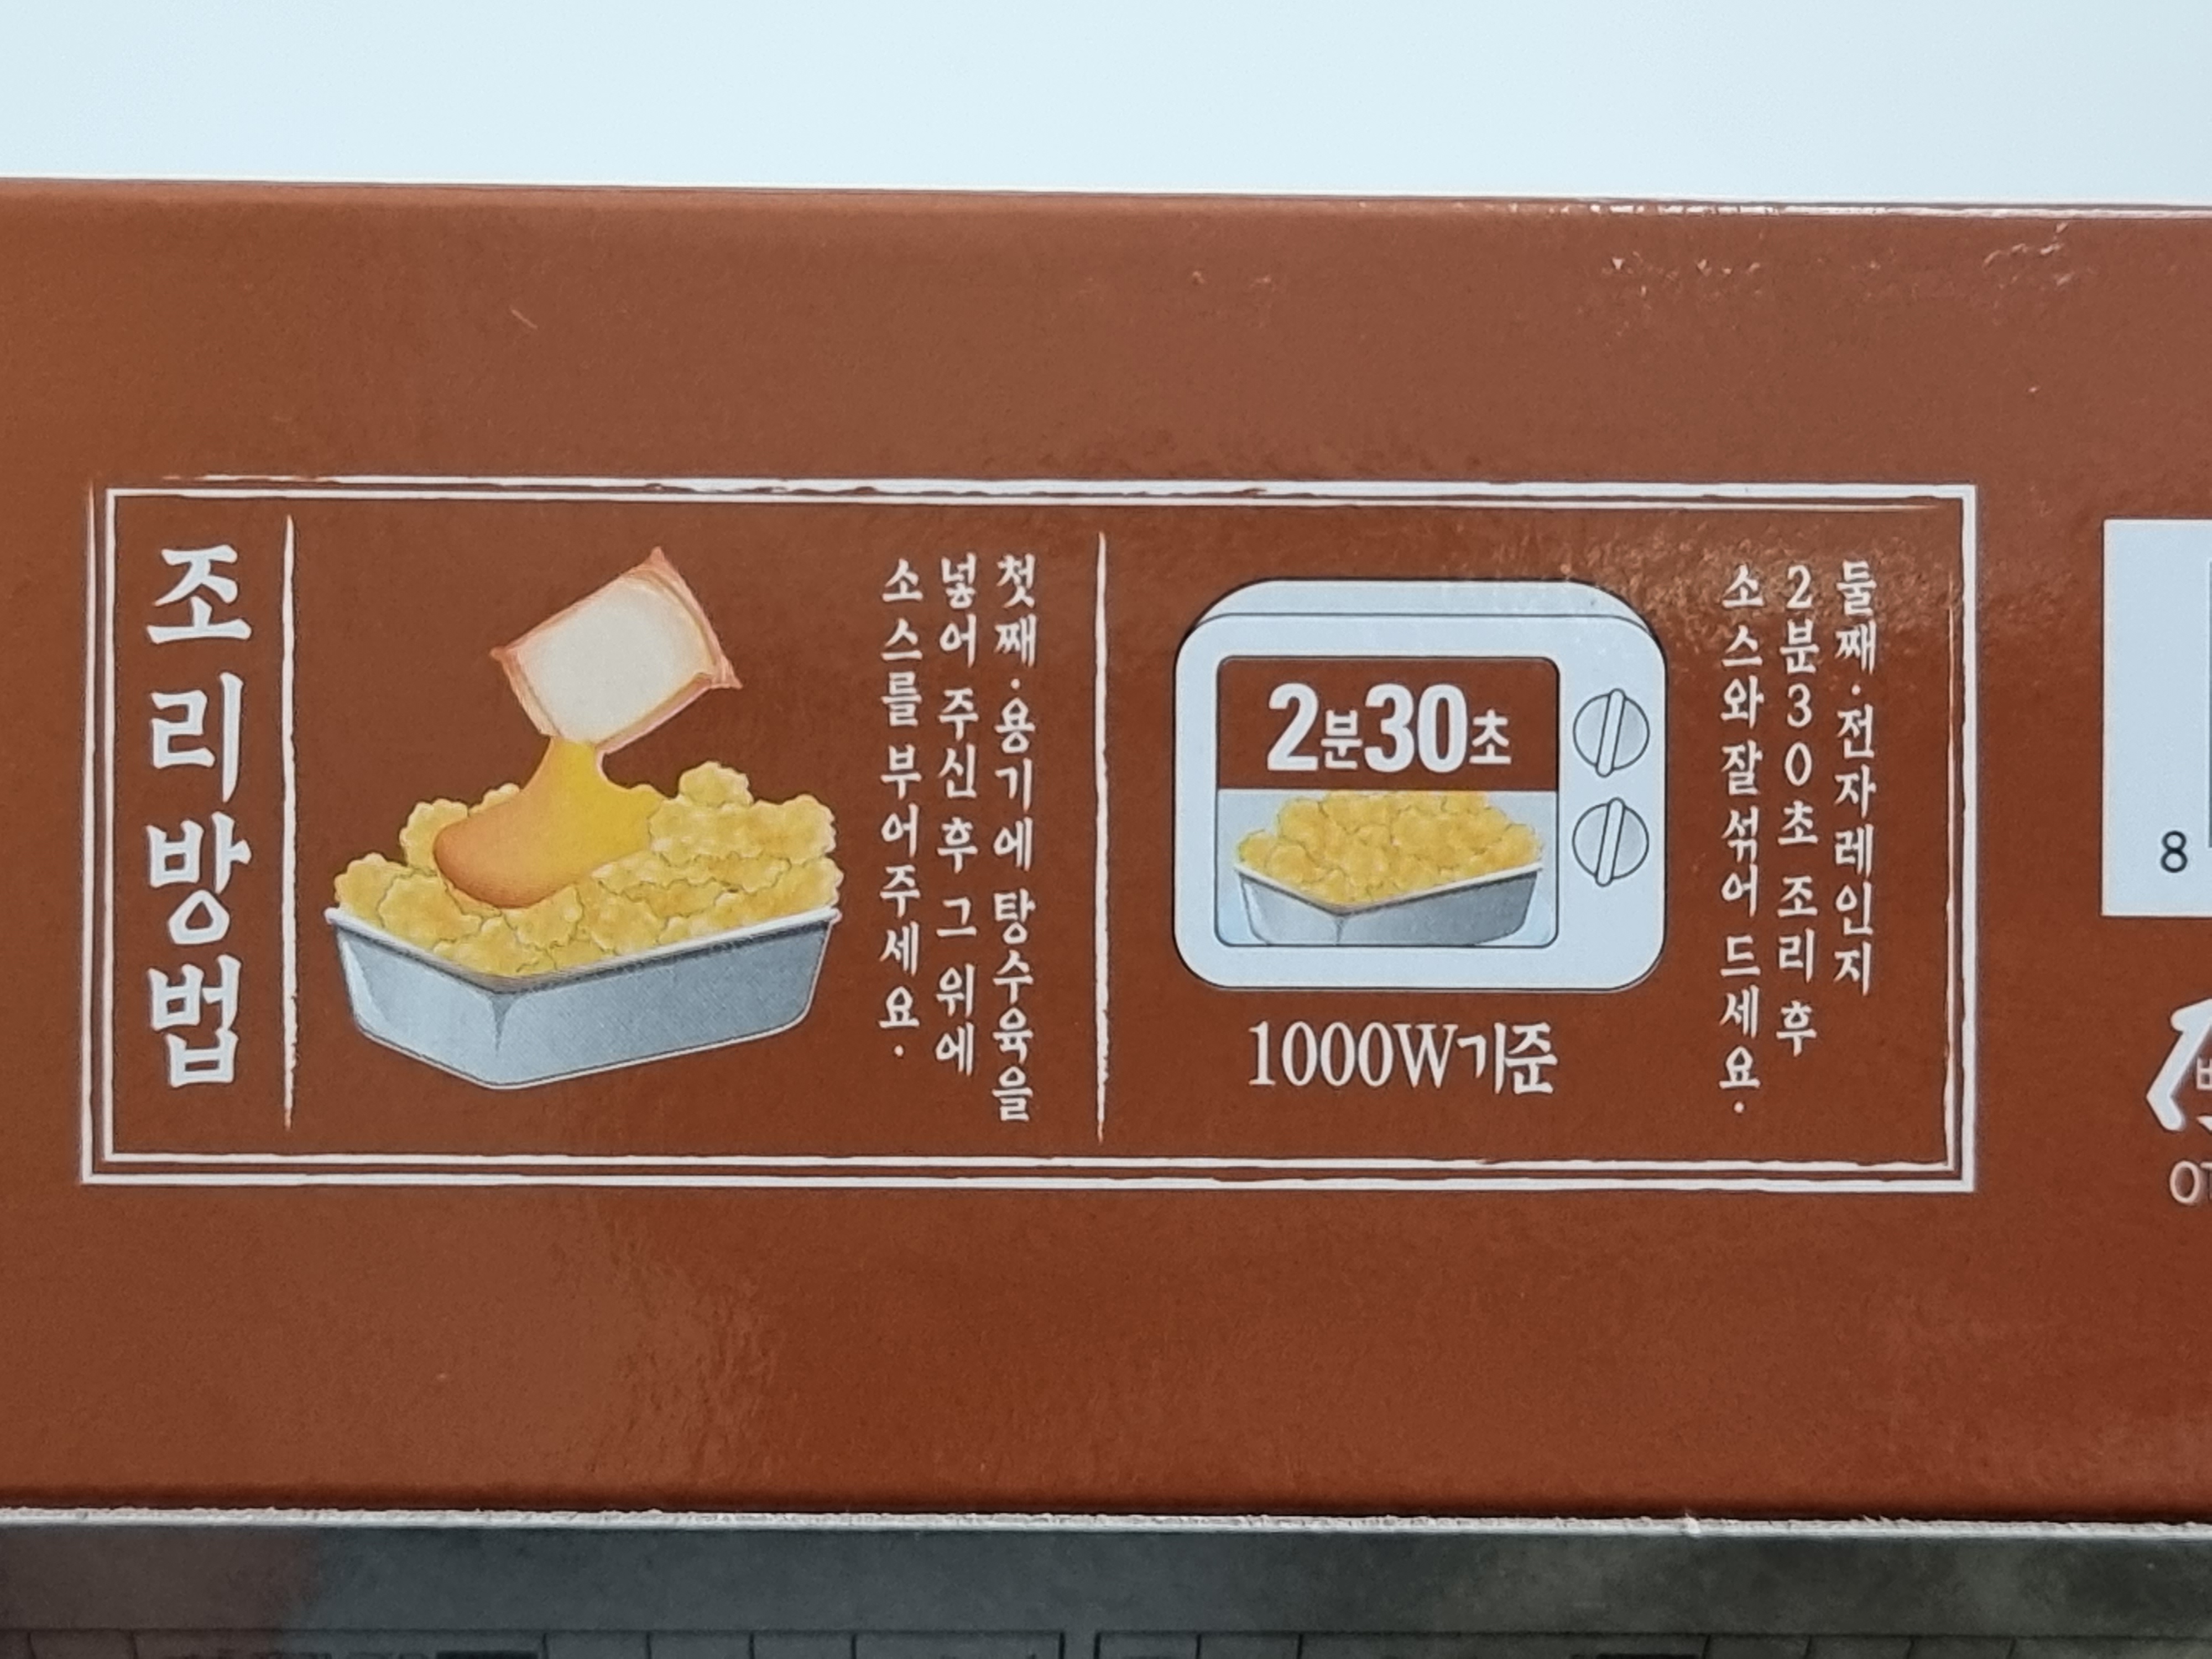 조리방법
첫째. 용기에 탕수육을
넣어 주신 후 그 위에
소스를 부어주세요.
2분30초
1000W기준
둘째. 전자레인지
2분30초 조리 후
소스와 잘 섞어 드세요.
8